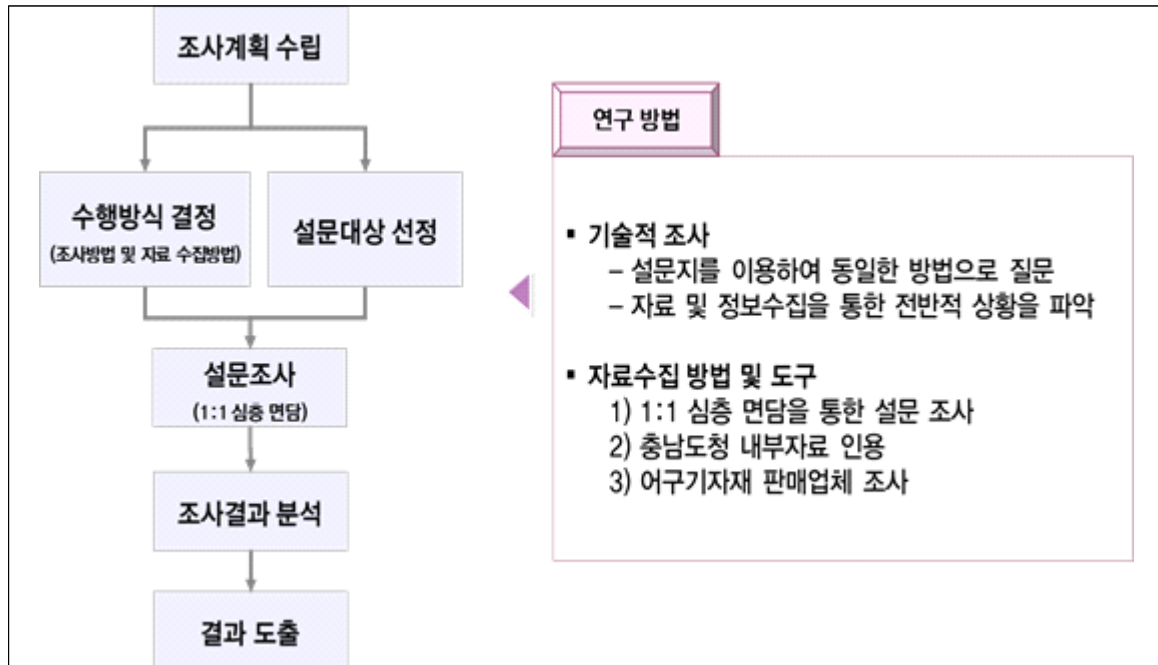 조사계획 수립
수행방식 결정
(조사방법 및 자료 수집방법)
설문대상 선정
설문조사
(1:1 심층 면담)
조사결과 분석
결과 도출
연구 방법
▪ 기술적 조사
– 설문지를 이용하여 동일한 방법으로 질문
– 자료 및 정보수집을 통한 전반적 상황을 파악
▪ 자료수집 방법 및 도구
1) 1:1 심층 면담을 통한 설문 조사
2) 충남도청 내부자료 인용
3) 어구기자재 판매업체 조사